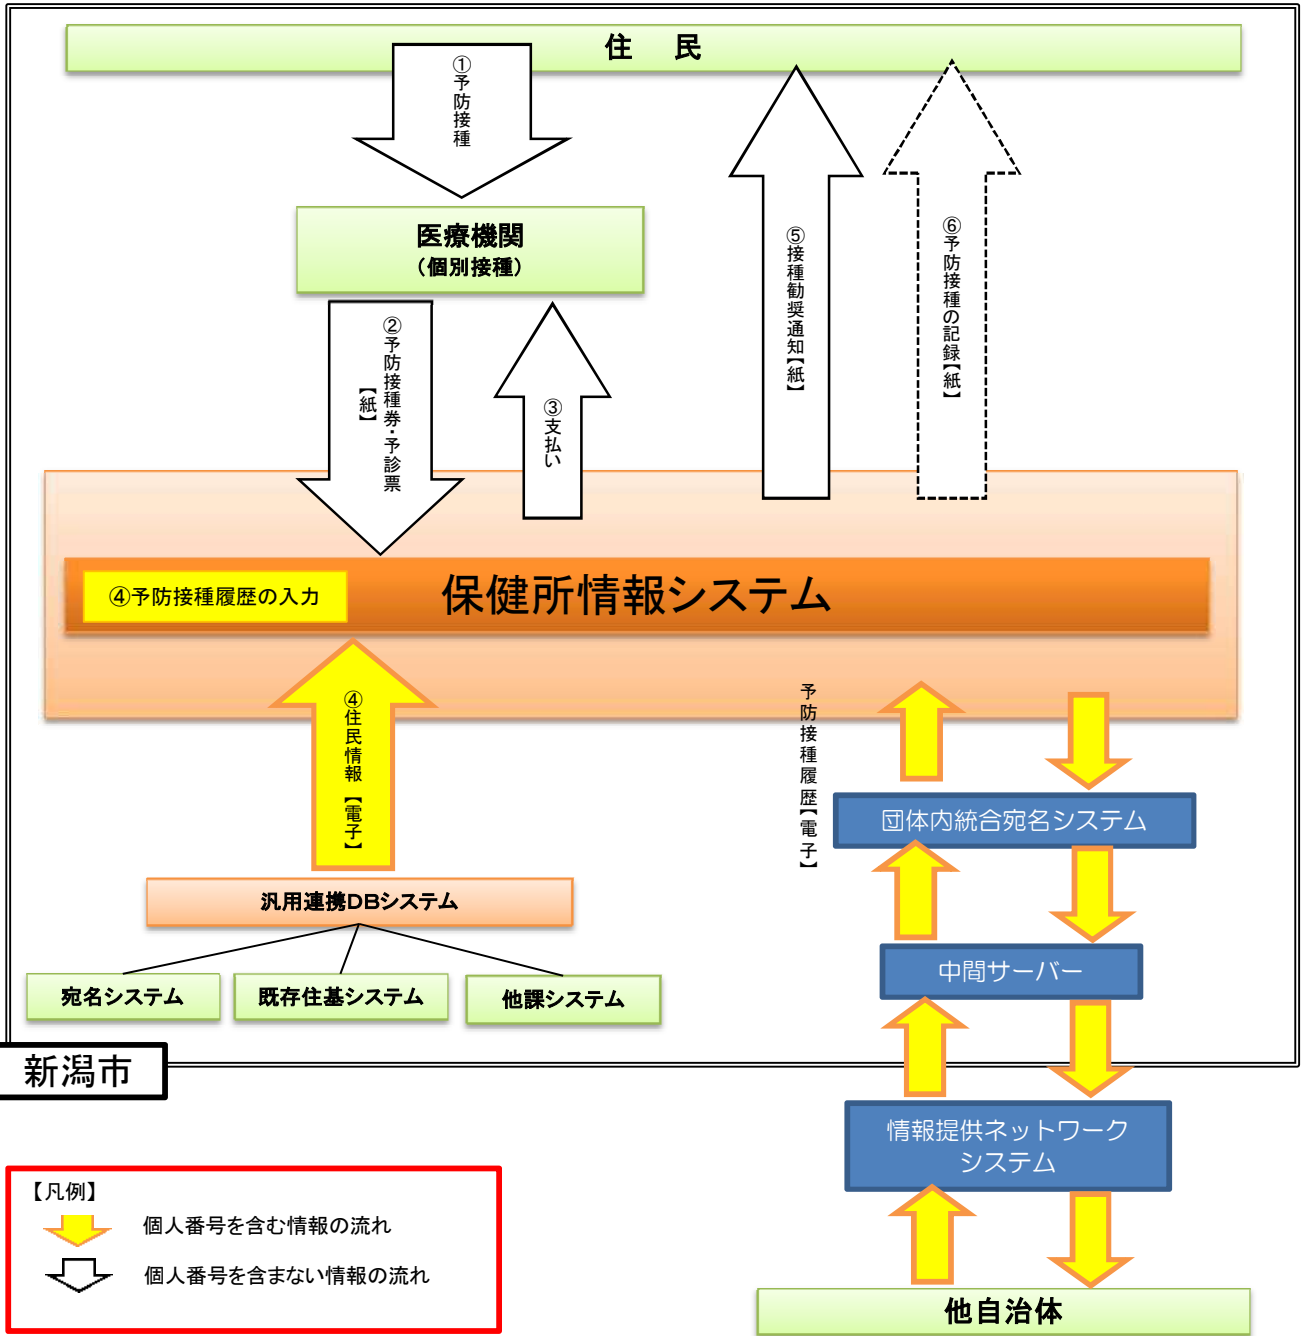 住　民
①予防接種
医療機関
（個別接種）
②予防接種券・予診票
【紙】
③支払い
⑤接種勧奨通知【紙】
⑥予防接種の記録【紙】
④予防接種履歴の入力
保健所情報システム
④住民情報【電子】
予防接種履歴【電子】
団体内統合宛名システム
汎用連携DBシステム
中間サーバー
宛名システム
既存住基システム
他課システム
新潟市
情報提供ネットワーク
システム
【凡例】
個人番号を含む情報の流れ
個人番号を含まない情報の流れ
他自治体